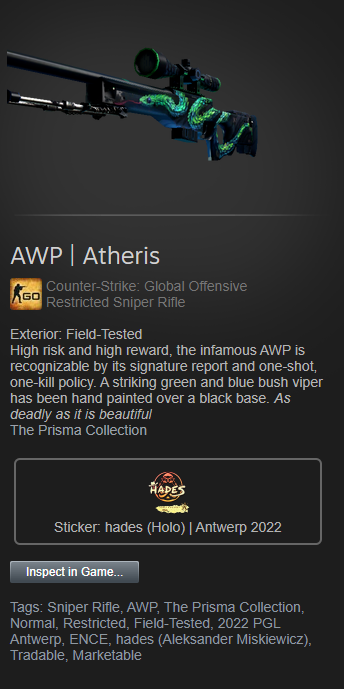 AWP | Atheris
GO
Counter-Strike: Global Offensive
Restricted Sniper Rifle
Exterior: Field-Tested
High risk and high reward, the infamous AWP is
recognizable by its signature report and one-shot,
one-kill policy. A striking green and blue bush viper
has been hand painted over a black base. As
deadly as it is beautiful
The Prisma Collection
HADES
Sticker: hades (Holo) | Antwerp 2022
Inspect in Game...
Tags: Sniper Rifle, AWP, The Prisma Collection,
Normal, Restricted, Field-Tested, 2022 PGL
Antwerp, ENCE, hades (Aleksander Miskiewicz),
Tradable, Marketable